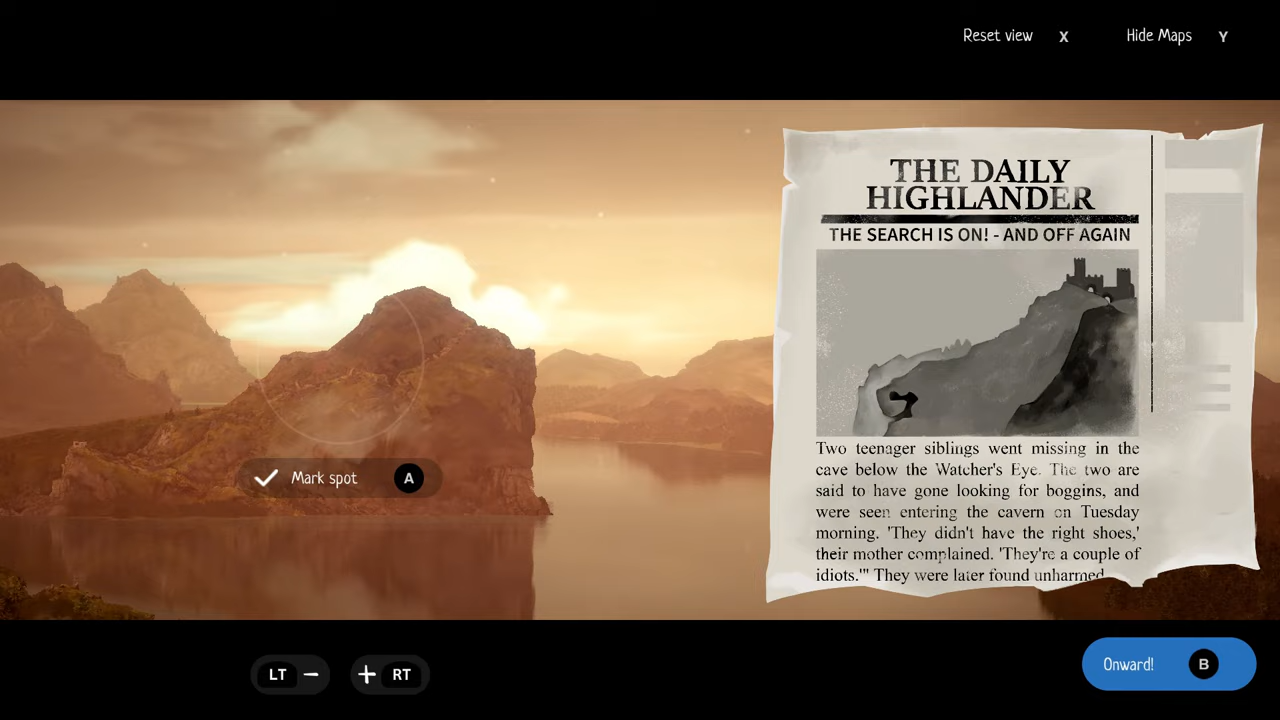 Reset view X Hide Maps Y
THE DAILY
HIGHLANDER
THE SEARCH IS ON! - AND OFF AGAIN
Two teenager siblings went missing in the
cave below the Watcher's Eye. The two are
said to have gone looking for boggins, and
were seen entering the cavern on Tuesday
morning. 'They didn't have the right shoes,'
their mother complained. 'They're a couple of
idiots.'" They were later found unharmed
Mark spot A
LT − + RT
Onward! B